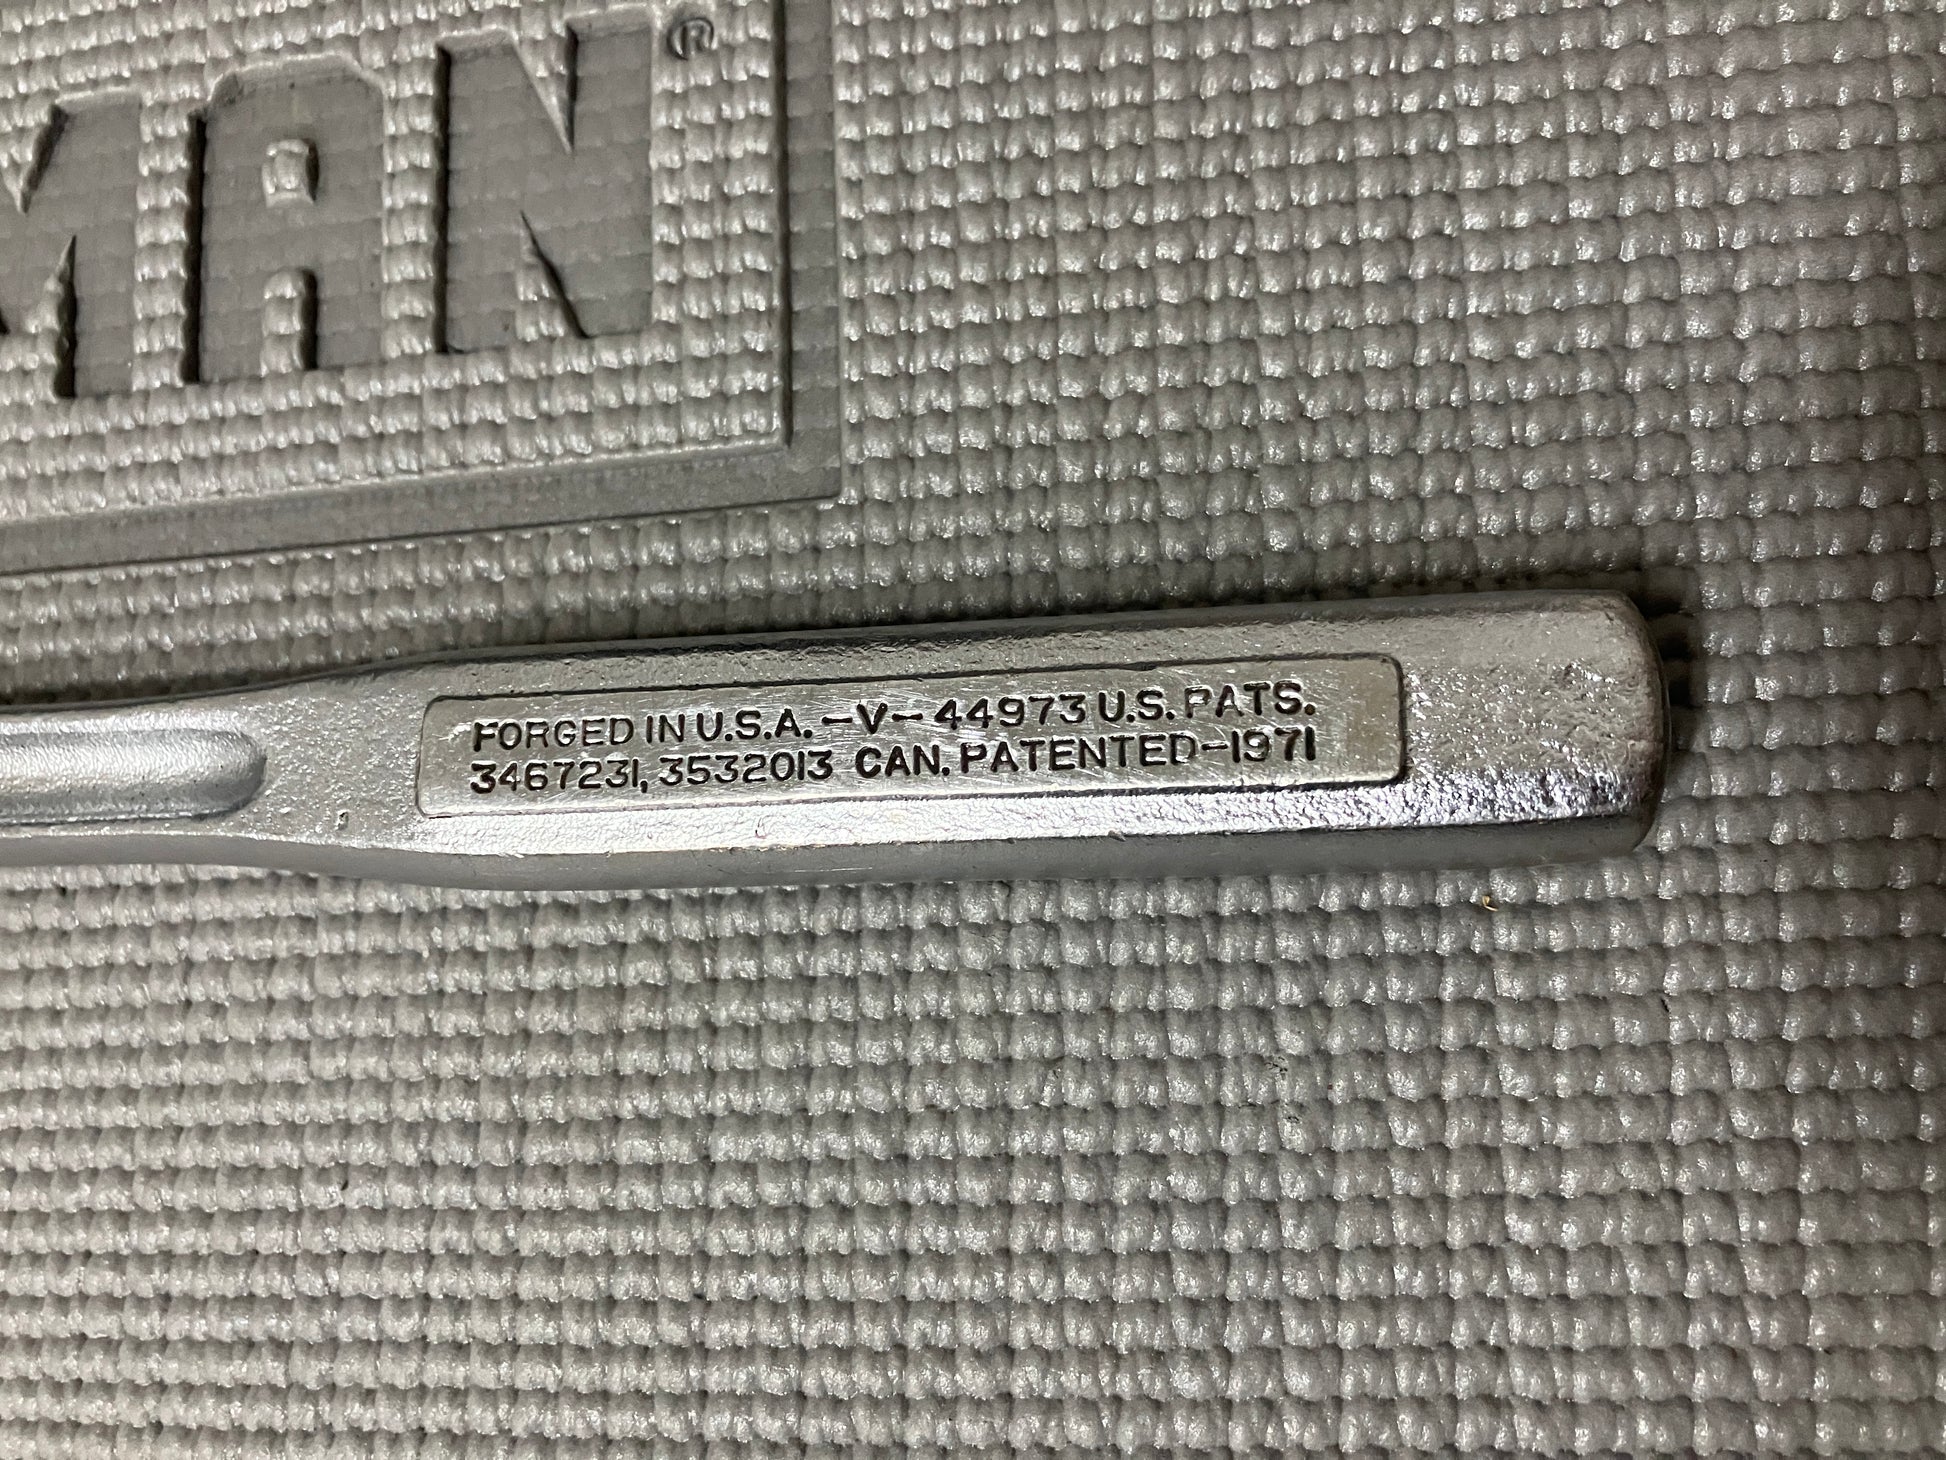 MAN®
FORGED IN U.S.A. -V- 44973 U.S. PATS.
3467231, 3532013 CAN. PATENTED-1971